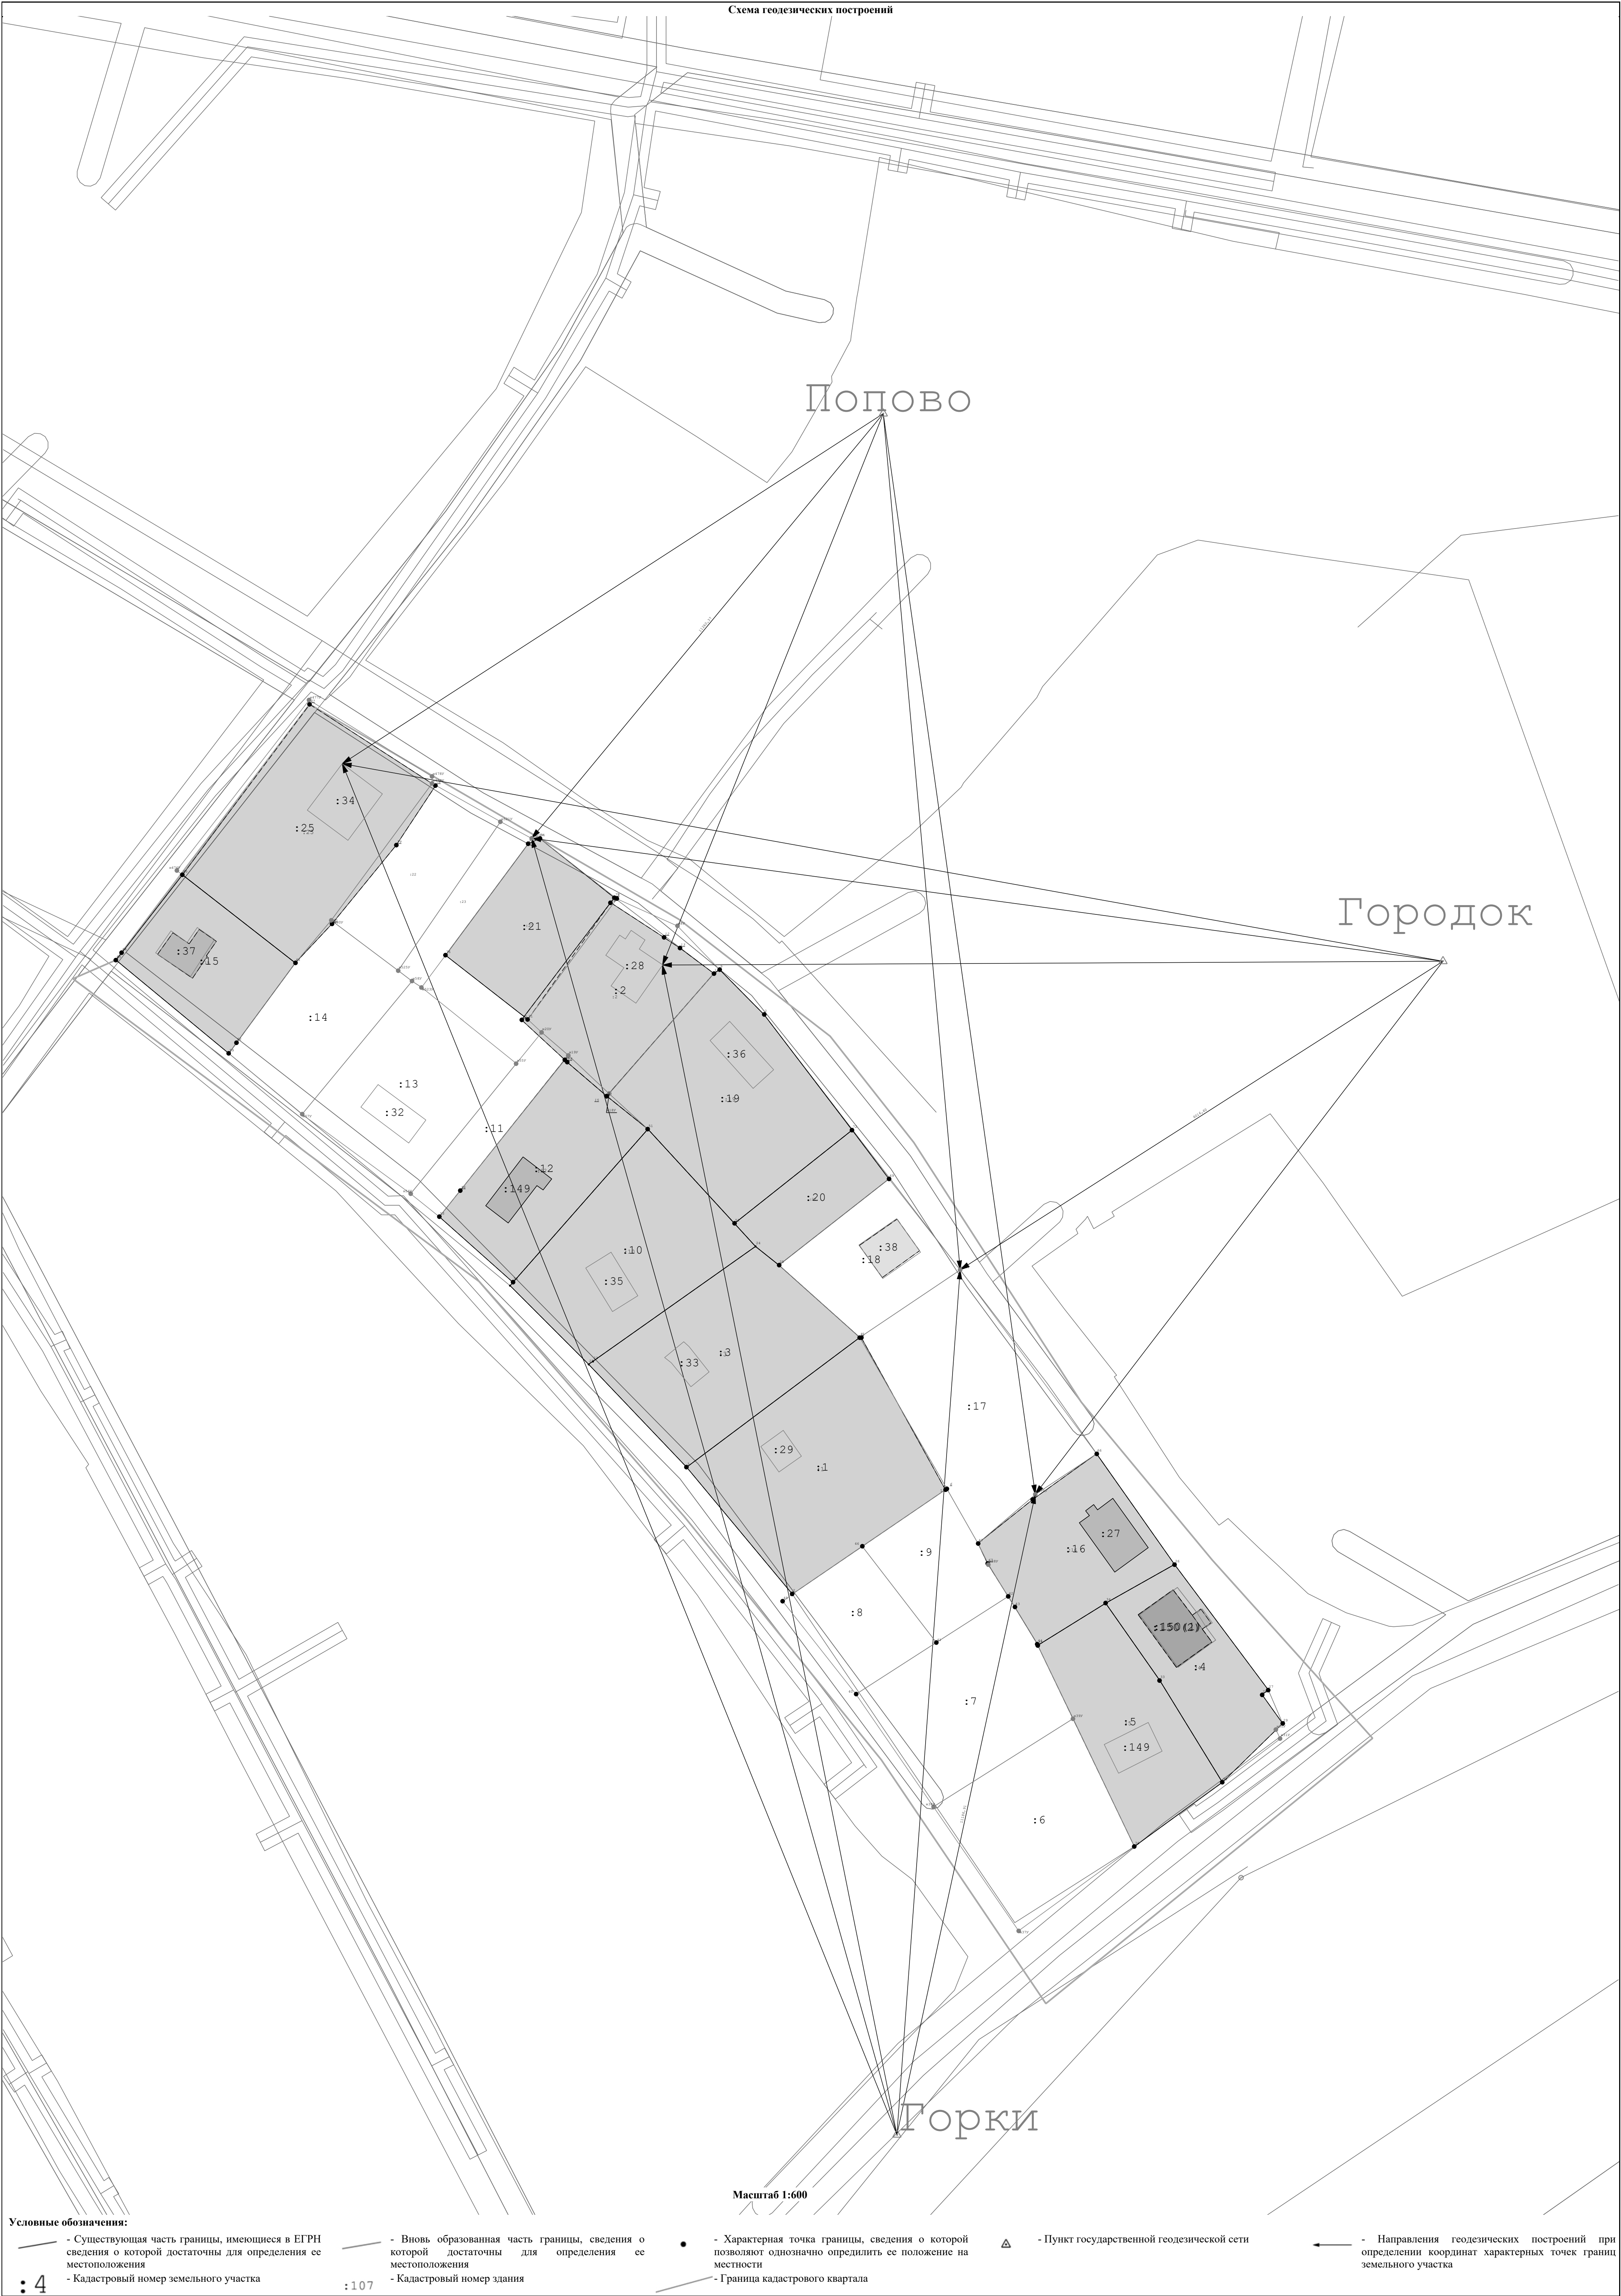 Схема геодезических построений
Попово
:34
:25
Городок
:21
:37
:15
:28
:2
:14
:36
:13
:32
:19
:11
:12
:149
:20
:10
:38
:18
:35
:3
:33
:17
:29
:1
:27
:16
:9
:8
:150(2)
:4
:7
:5
:149
:6
Горки
Масштаб 1:600
Условные обозначения:
- Существующая часть границы, имеющиеся в ЕГРН
сведения о которой достаточны для определения ее
местоположения
- Вновь образованная часть границы, сведения о
которой достаточны для определения ее
местоположения
- Характерная точка границы, сведения о которой
позволяют однозначно опредилить ее положение на
местности
- Пункт государственной геодезической сети
- Направления геодезических построений при
определении координат характерных точек границ
земельного участка
:4
- Кадастровый номер земельного участка
:107
- Кадастровый номер здания
- Граница кадастрового квартала